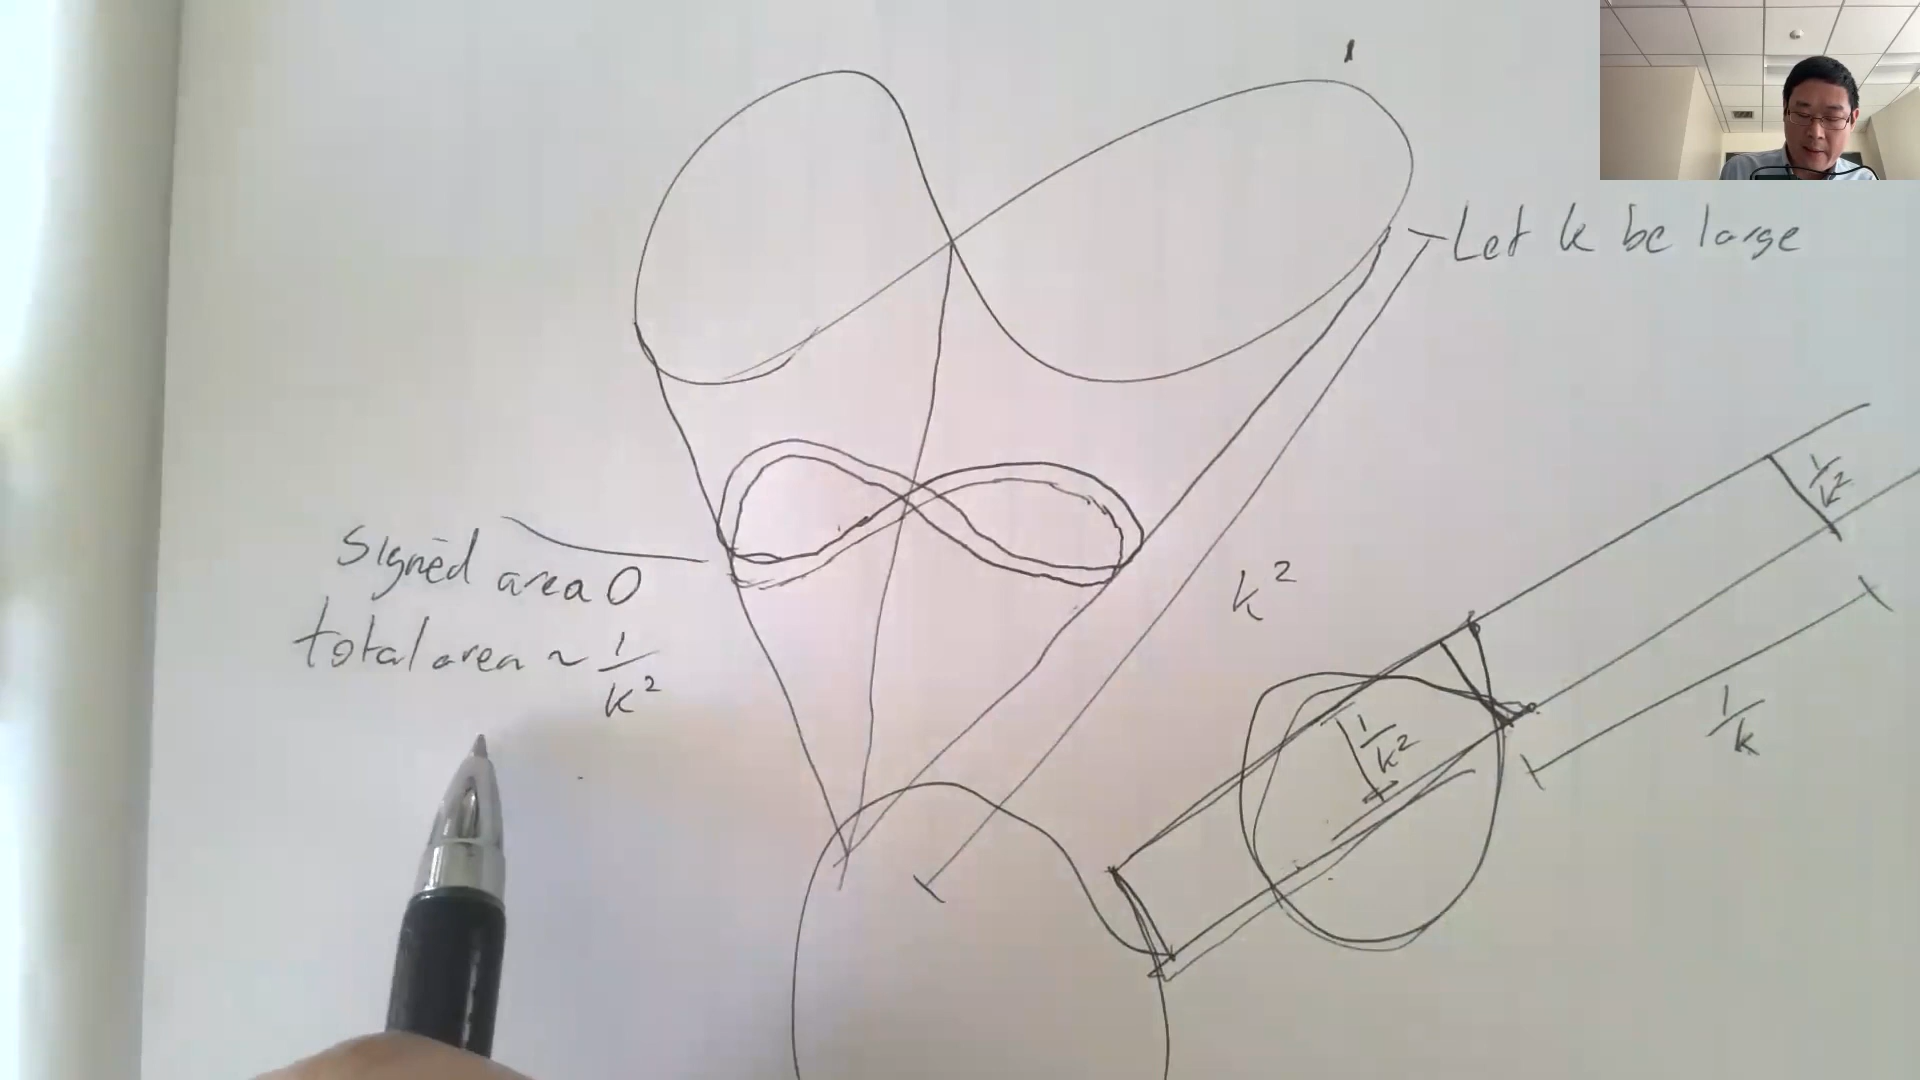 Let k be large
signed area 0
total area ~ 1/k²
k²
1/k²
1/k²
1/k